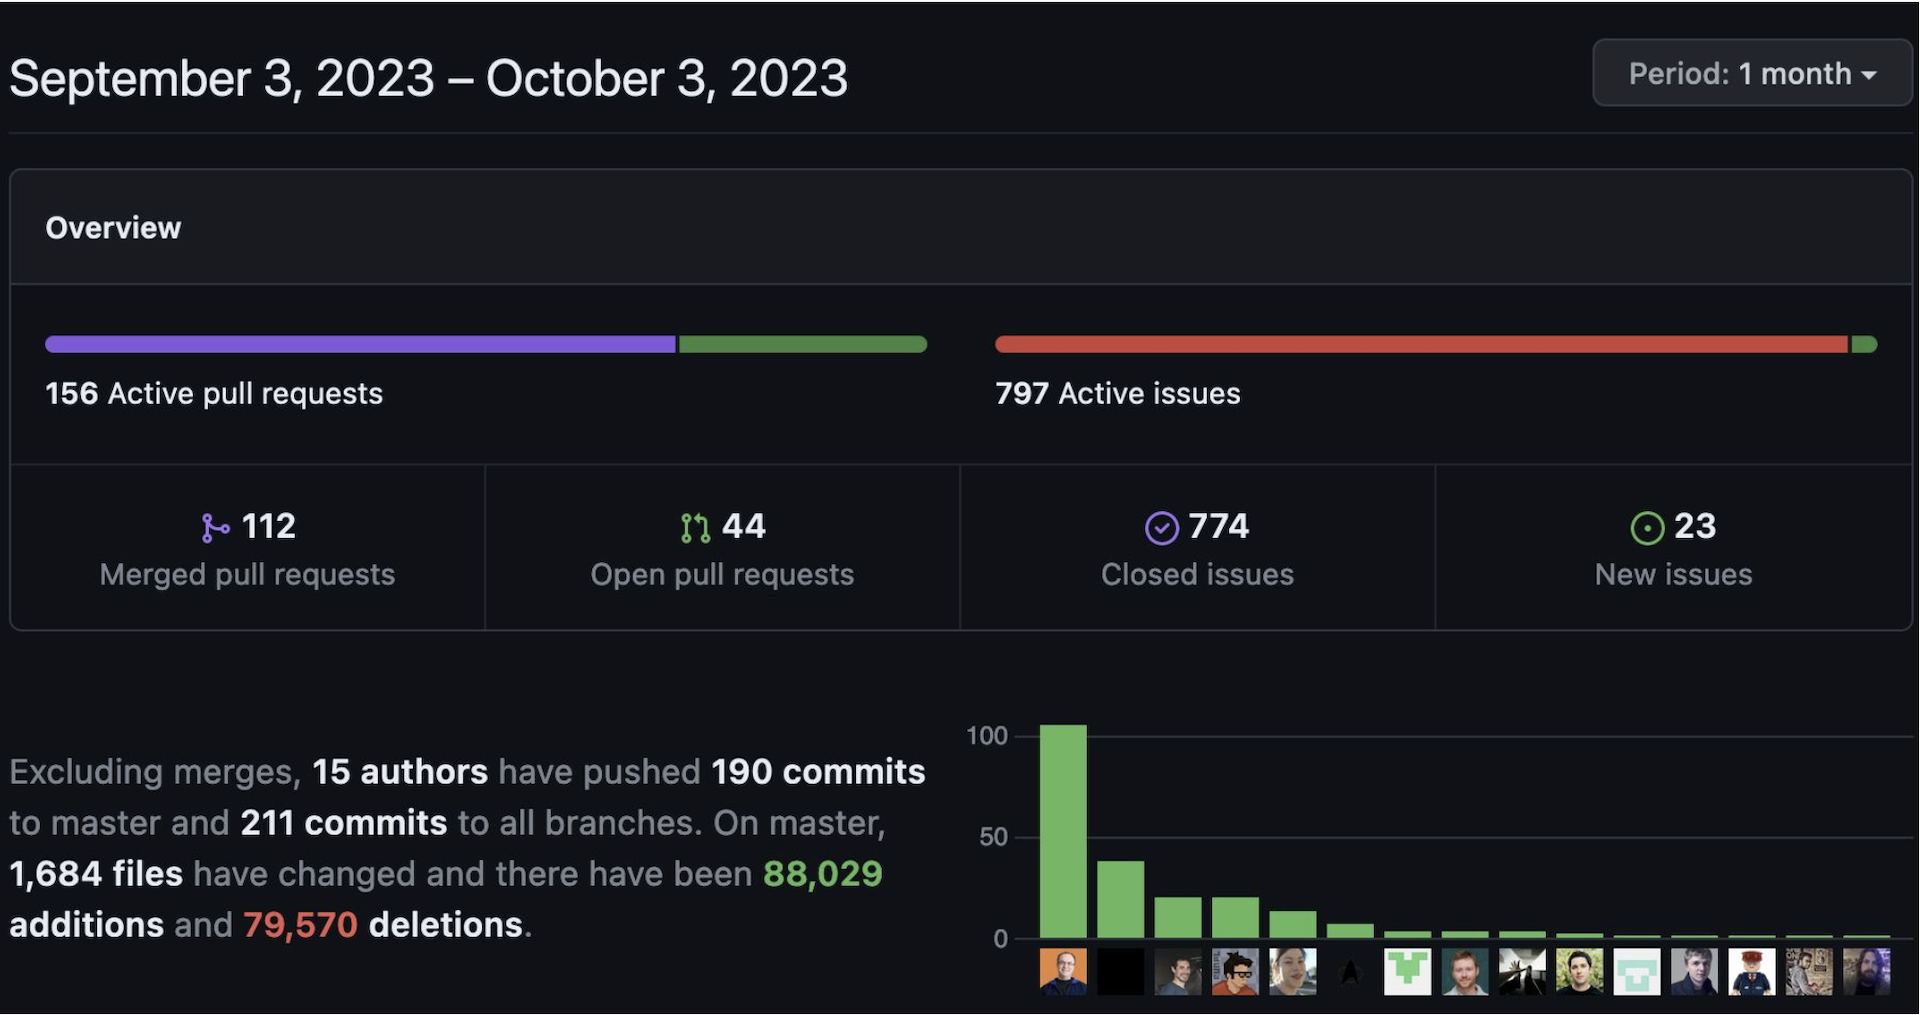 September 3, 2023 – October 3, 2023
Period: 1 month
Overview
156 Active pull requests
797 Active issues
112
Merged pull requests
44
Open pull requests
774
Closed issues
23
New issues
Excluding merges, 15 authors have pushed 190 commits
to master and 211 commits to all branches. On master,
1,684 files have changed and there have been 88,029
additions and 79,570 deletions.
100
50
0